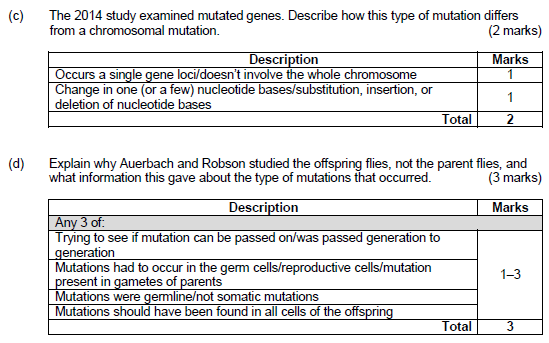 (c) The 2014 study examined mutated genes. Describe how this type of mutation differs
from a chromosomal mutation. (2 marks)
Description Marks
Occurs a single gene loci/doesn't involve the whole chromosome 1
Change in one (or a few) nucleotide bases/substitution, insertion, or
deletion of nucleotide bases 1
Total 2
(d) Explain why Auerbach and Robson studied the offspring flies, not the parent flies, and
what information this gave about the type of mutations that occurred. (3 marks)
Description Marks
Any 3 of:
Trying to see if mutation can be passed on/was passed generation to
generation
Mutations had to occur in the germ cells/reproductive cells/mutation
present in gametes of parents
1–3
Mutations were germline/not somatic mutations
Mutations should have been found in all cells of the offspring
Total 3